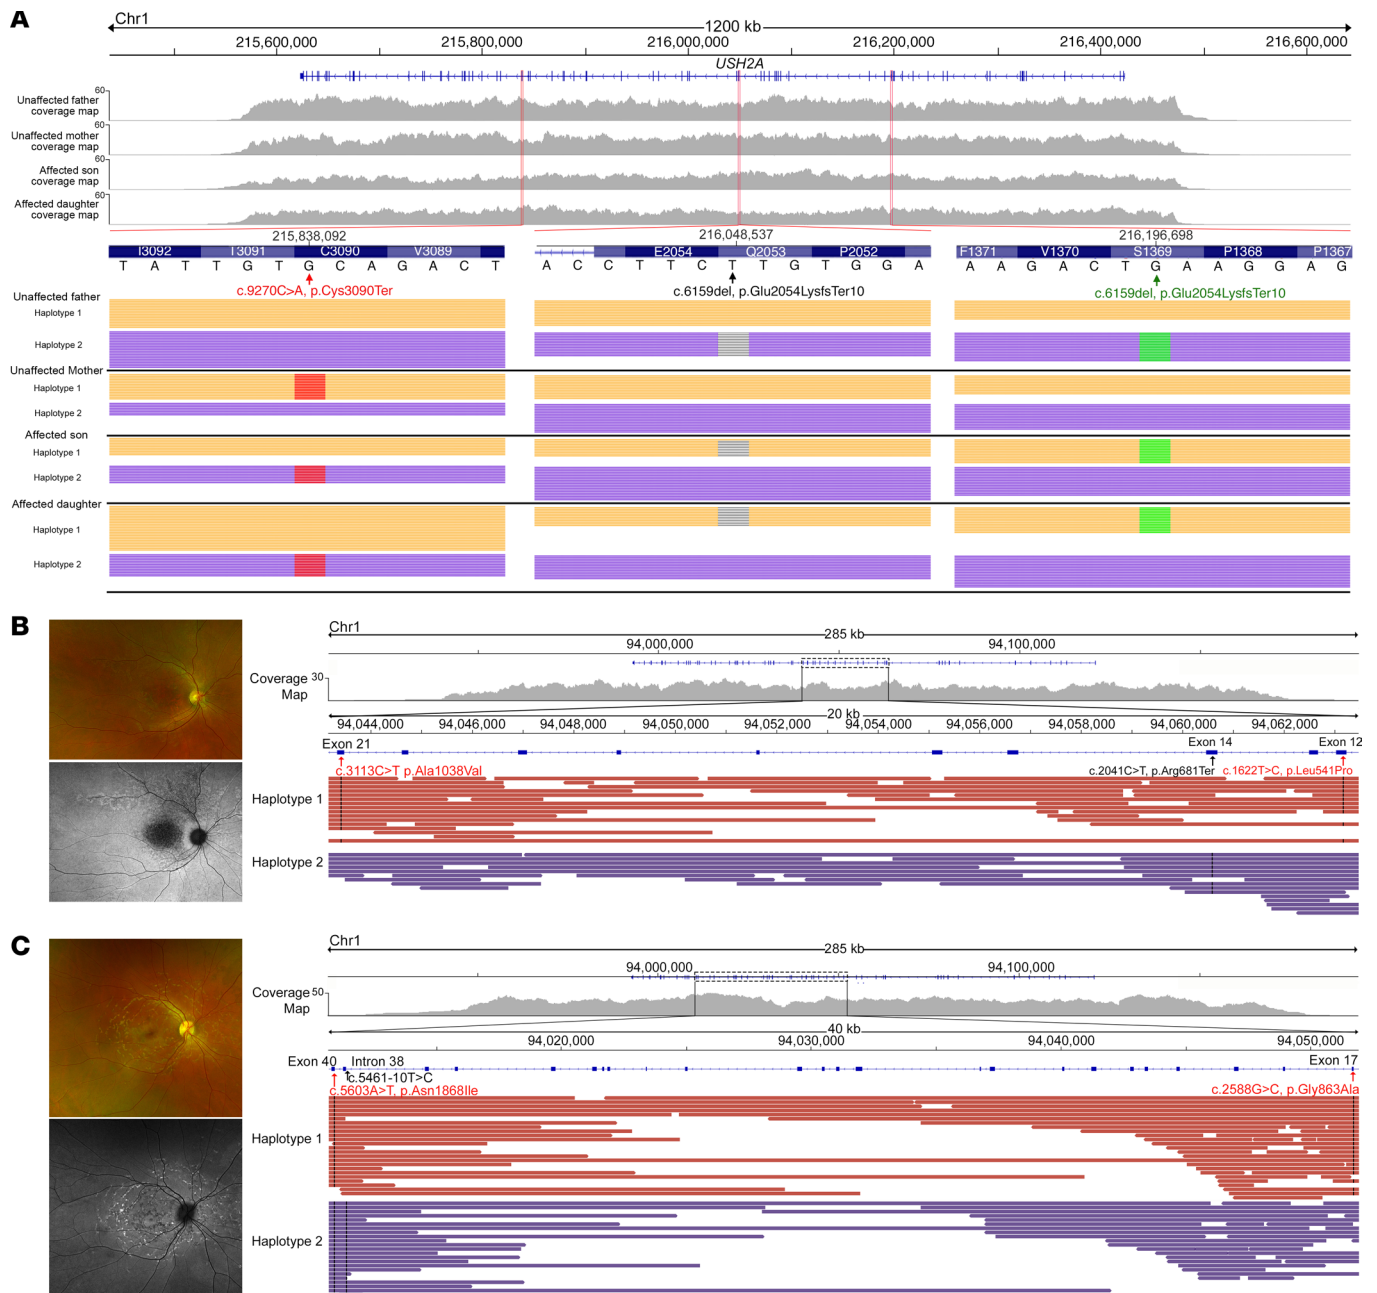 A
Chr1
1200 kb
215,600,000 215,800,000 216,000,000 216,200,000 216,400,000 216,600,000
USH2A
60
Unaffected father
coverage map
60
Unaffected mother
coverage map
60
Affected son
coverage map
60
Affected daughter
coverage map
215,838,092 216,048,537 216,196,698
I3092 T3091 C3090 V3089 E2054 Q2053 P2052 F1371 V1370 S1369 P1368 P1367
T A T T G T G C A G A C T A C C T T C T T G T G G A A A G A C T G A A G G A G
c.9270C>A, p.Cys3090Ter c.6159del, p.Glu2054LysfsTer10 c.6159del, p.Glu2054LysfsTer10
Unaffected father
Haplotype 1
Haplotype 2
Unaffected Mother
Haplotype 1
Haplotype 2
Affected son
Haplotype 1
Haplotype 2
Affected daughter
Haplotype 1
Haplotype 2
B
Chr1
285 kb
94,000,000 94,100,000
Coverage 30
Map
20 kb
94,044,000 94,046,000 94,048,000 94,050,000 94,052,000 94,054,000 94,056,000 94,058,000 94,060,000 94,062,000
Exon 21 Exon 14 Exon 12
c.3113C>T p.Ala1038Val c.2041C>T, p.Arg681Ter c.1622T>C, p.Leu541Pro
Haplotype 1
Haplotype 2
C
Chr1
285 kb
94,000,000 94,100,000
Coverage 50
Map
40 kb
94,020,000 94,030,000 94,040,000 94,050,000
Exon 40 Intron 38 Exon 17
c.5461-10T>C
c.5603A>T, p.Asn1868Ile c.2588G>C, p.Gly863Ala
Haplotype 1
Haplotype 2